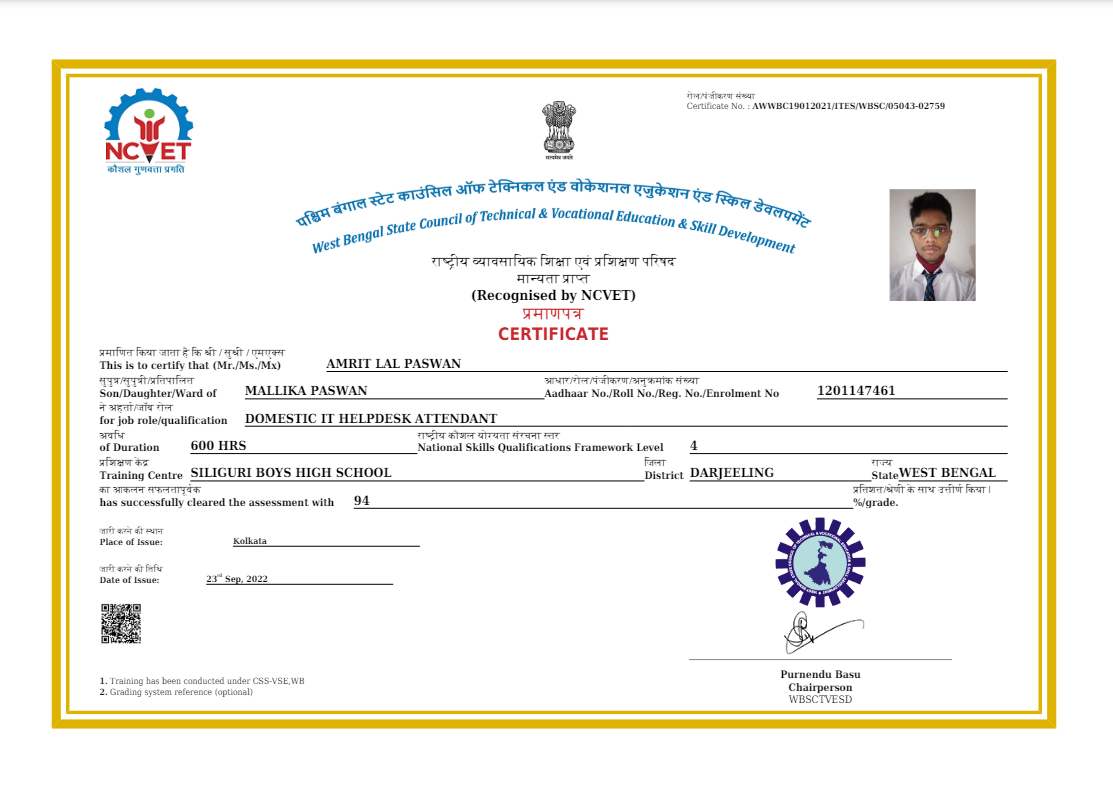 NCVET
कौशल गुणवत्ता प्रगति
सत्यमेव जयते
रोल/पंजीकरण संख्या
Certificate No. : AWWBC19012021/ITES/WBSC/05043-02759
पश्चिम बंगाल स्टेट काउंसिल ऑफ टेक्निकल एंड वोकेशनल एजुकेशन एंड स्किल डेवलपमेंट
West Bengal State Council of Technical & Vocational Education & Skill Development
राष्ट्रीय व्यावसायिक शिक्षा एवं प्रशिक्षण परिषद
मान्यता प्राप्त
(Recognised by NCVET)
प्रमाणपत्र
CERTIFICATE
प्रमाणित किया जाता है कि श्री / सुश्री / एमएक्स
This is to certify that (Mr./Ms./Mx) AMRIT LAL PASWAN
सुपुत्र/सुपुत्री/प्रतिपालित आधार/रोल/पंजीकरण/अनुक्रमांक संख्या
Son/Daughter/Ward of MALLIKA PASWAN Aadhaar No./Roll No./Reg. No./Enrolment No 1201147461
ने अहर्ता/जॉब रोल
for job role/qualification DOMESTIC IT HELPDESK ATTENDANT
अवधि राष्ट्रीय कौशल योग्यता संरचना स्तर
of Duration 600 HRS National Skills Qualifications Framework Level 4
प्रशिक्षण केंद्र जिला राज्य
Training Centre SILIGURI BOYS HIGH SCHOOL District DARJEELING State WEST BENGAL
का आकलन सफलतापूर्वक प्रतिशत/श्रेणी के साथ उत्तीर्ण किया।
has successfully cleared the assessment with 94 %/grade.
जारी करने की स्थान
Place of Issue: Kolkata
जारी करने की तिथि
Date of Issue: 23rd Sep, 2022
1. Training has been conducted under CSS-VSE,WB
2. Grading system reference (optional)
Purnendu Basu
Chairperson
WBSCTVESD